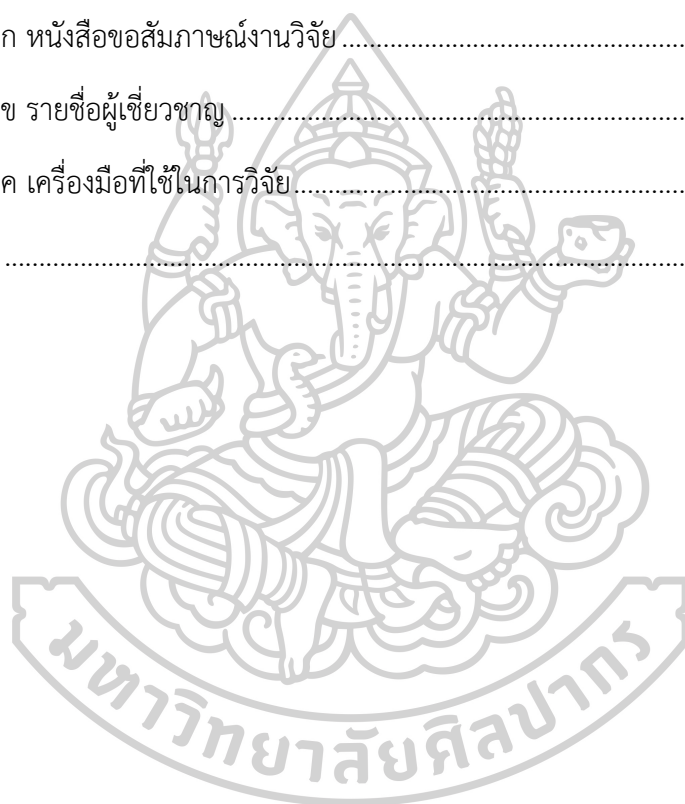 ก หนังสือขอสัมภาษณ์งานวิจัย ................................................................
ข รายชื่อผู้เชี่ยวชาญ ................................................................................
ค เครื่องมือที่ใช้ในการวิจัย ......................................................................
................................................................................................................
มหาวิทยาลัยศิลปากร